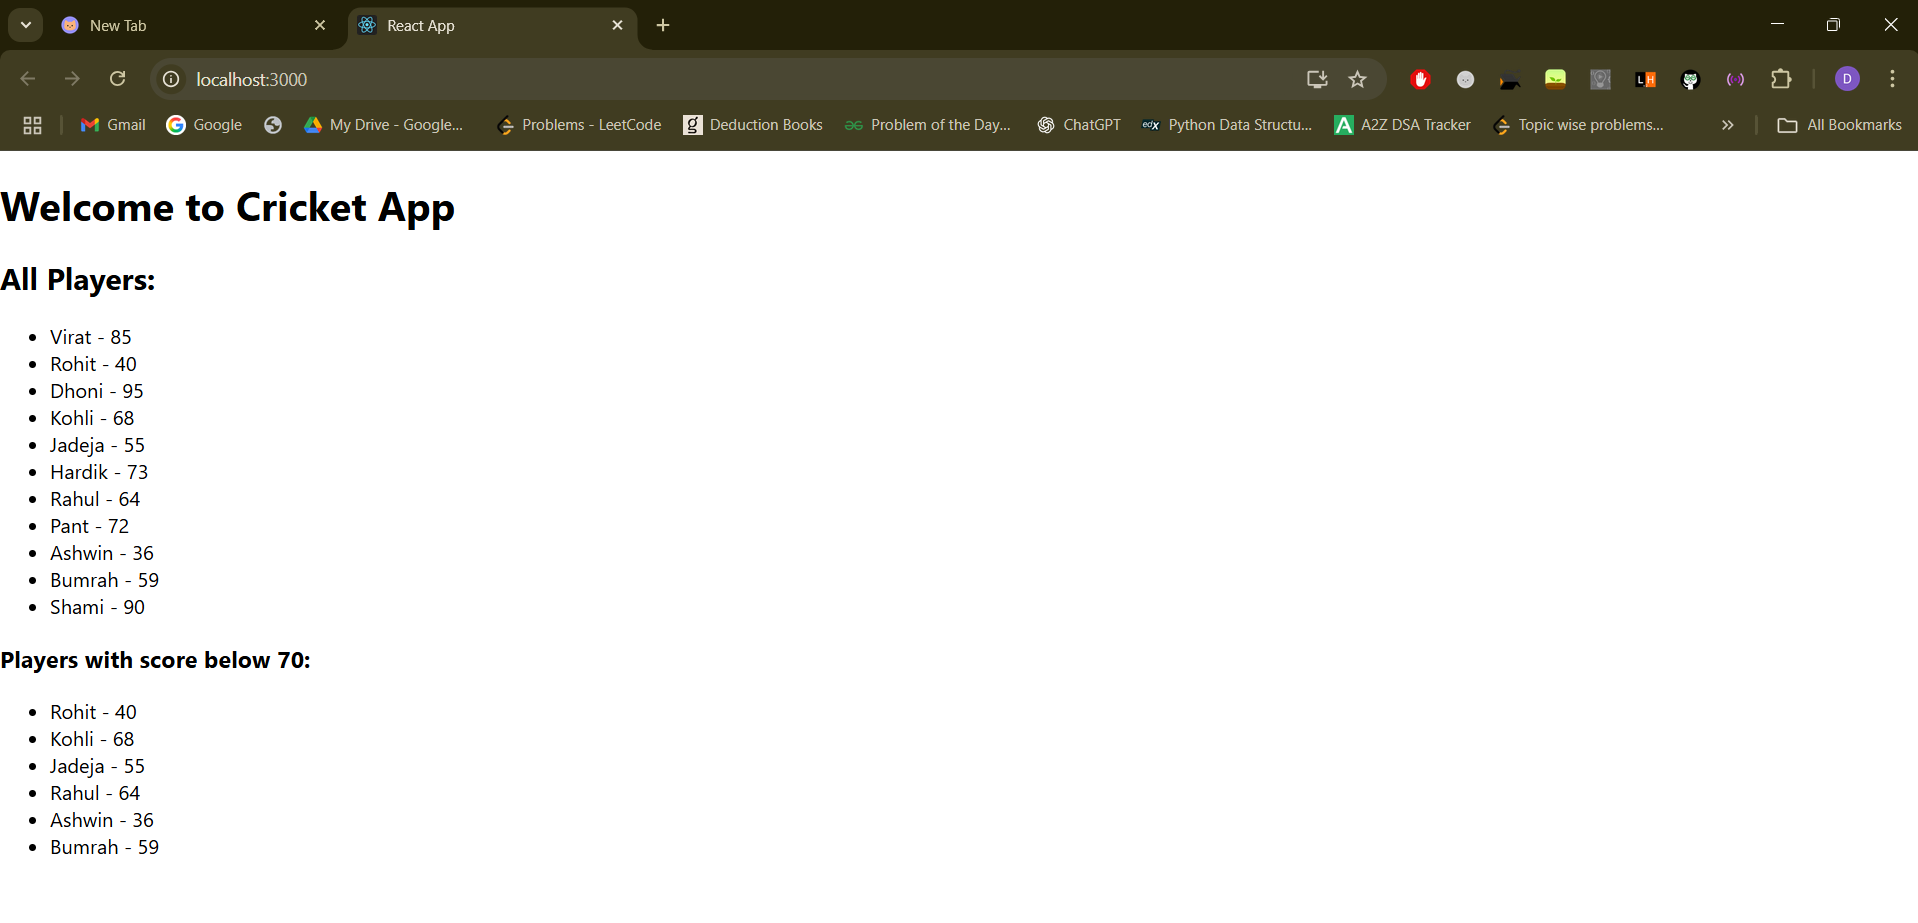 New Tab
React App
localhost:3000
D
Gmail
Google
My Drive - Google...
Problems - LeetCode
g
Deduction Books
Problem of the Day...
ChatGPT
edx
Python Data Structu...
A
A2Z DSA Tracker
Topic wise problems...
All Bookmarks
Welcome to Cricket App
All Players:
Virat - 85
Rohit - 40
Dhoni - 95
Kohli - 68
Jadeja - 55
Hardik - 73
Rahul - 64
Pant - 72
Ashwin - 36
Bumrah - 59
Shami - 90
Players with score below 70:
Rohit - 40
Kohli - 68
Jadeja - 55
Rahul - 64
Ashwin - 36
Bumrah - 59